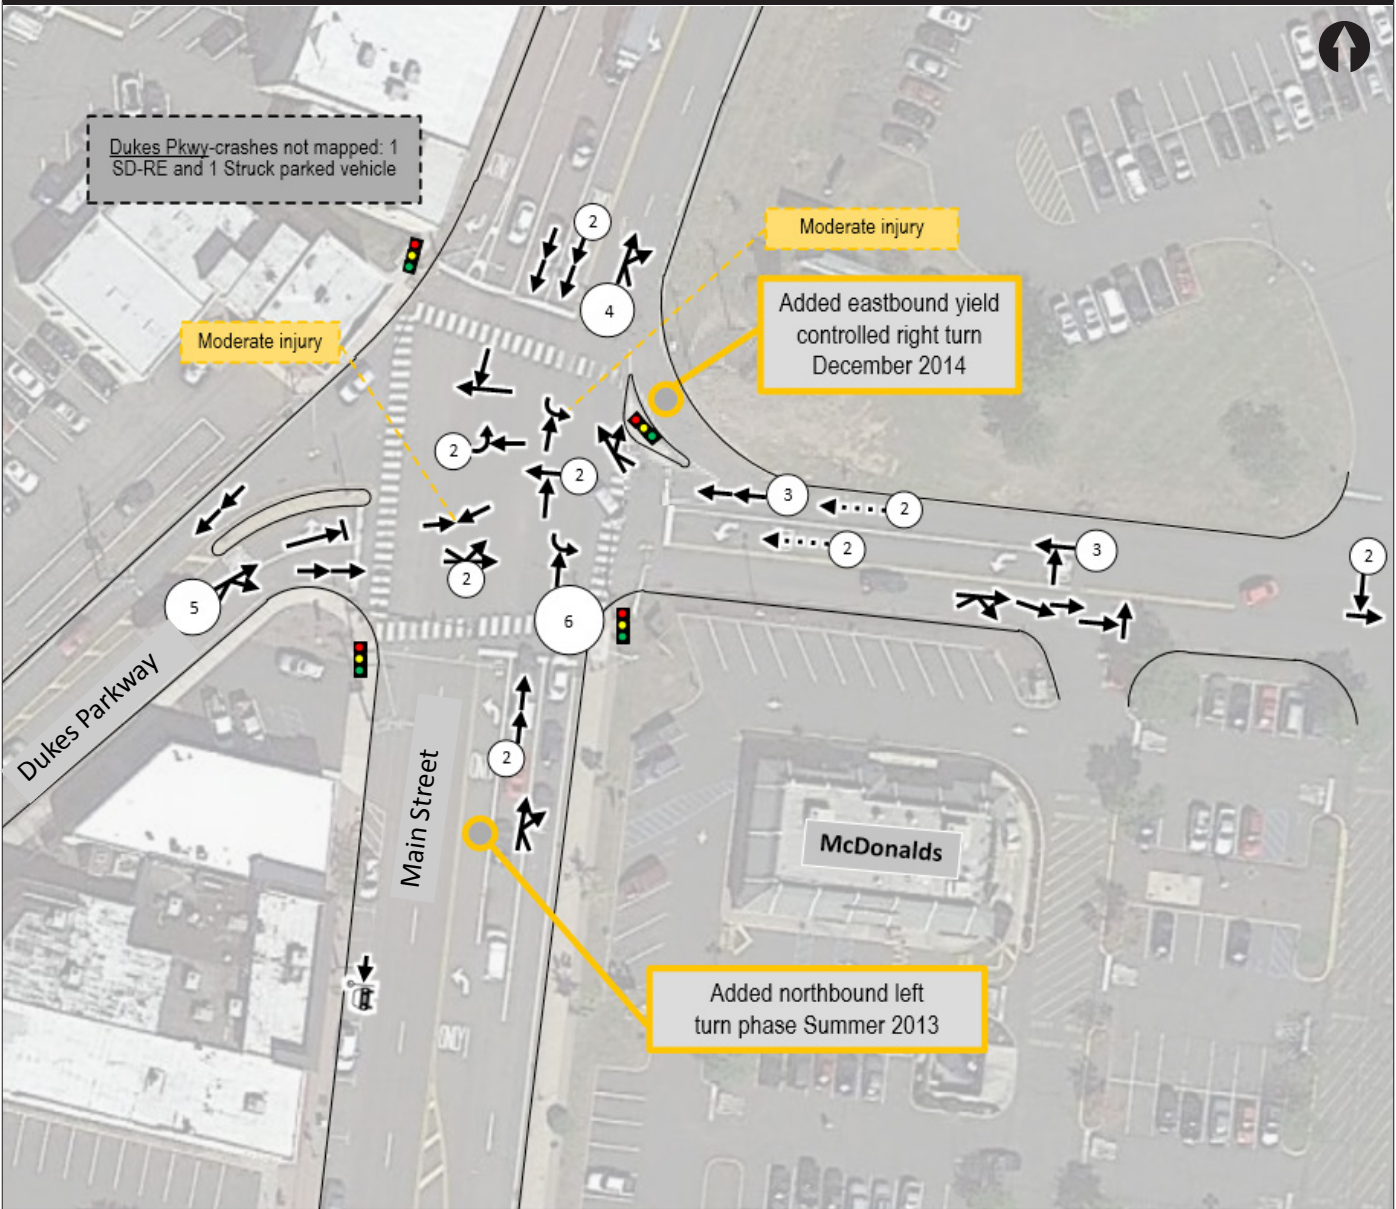 Dukes Pkwy-crashes not mapped: 1
SD-RE and 1 Struck parked vehicle
2
Moderate injury
Added eastbound yield
controlled right turn
December 2014
4
Moderate injury
2
2
3
2
2
3
2
2
5
6
Dukes Parkway
2
Main Street
McDonalds
Added northbound left
turn phase Summer 2013
ONLY